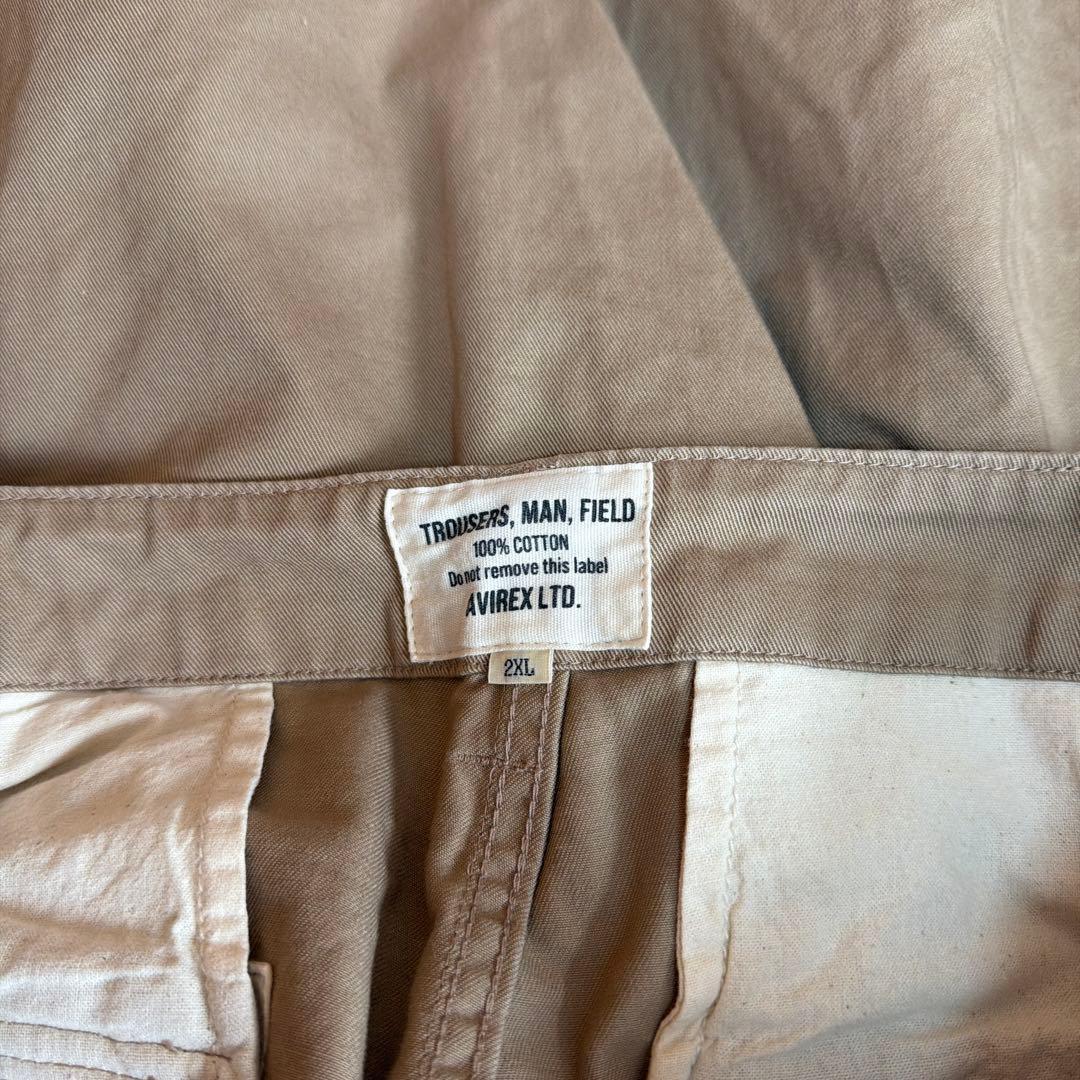 TROUSERS, MAN, FIELD
100% COTTON
Do not remove this label
AVIREX LTD.
2XL